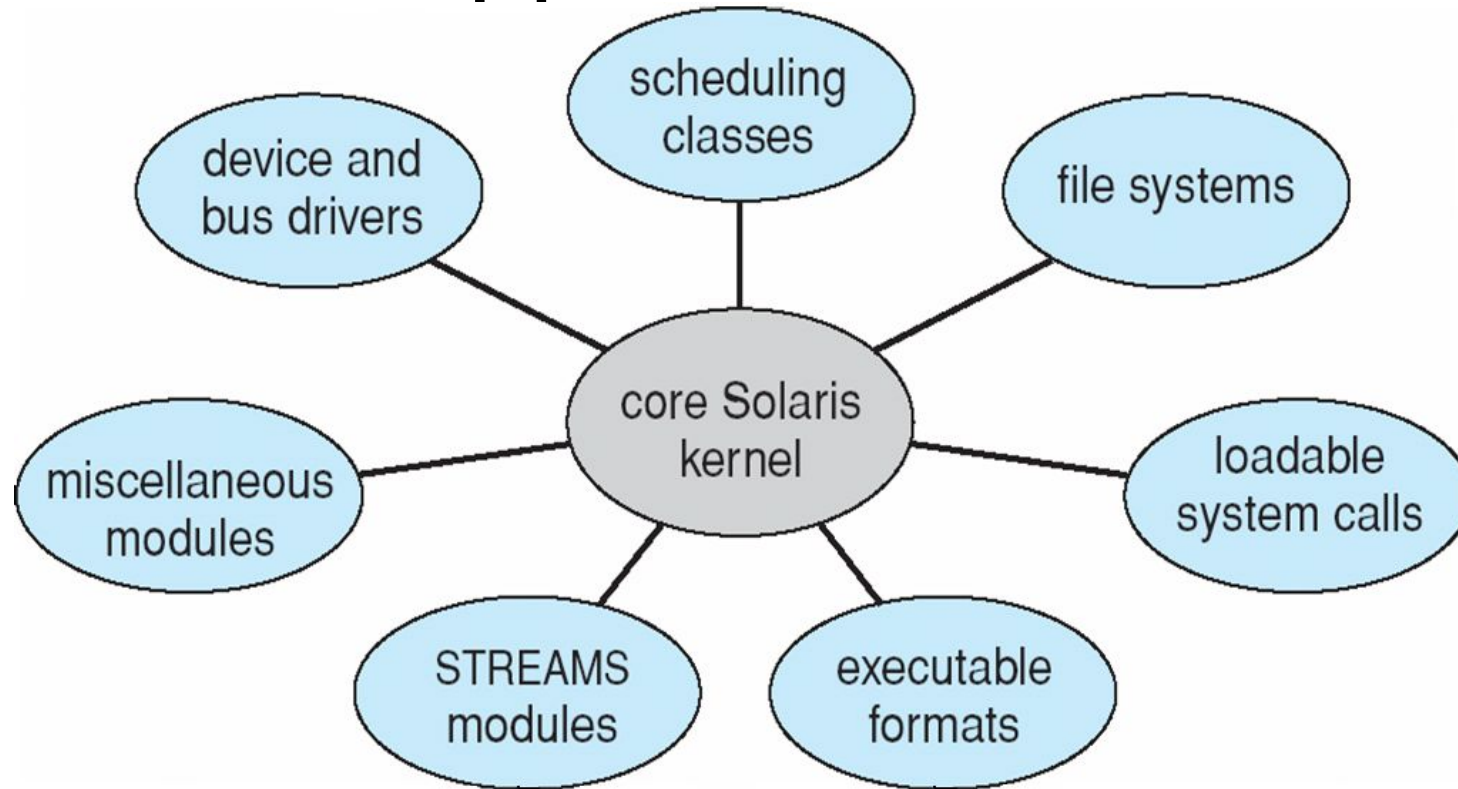 scheduling
classes
device and
bus drivers
file systems
core Solaris
kernel
miscellaneous
modules
loadable
system calls
STREAMS
modules
executable
formats